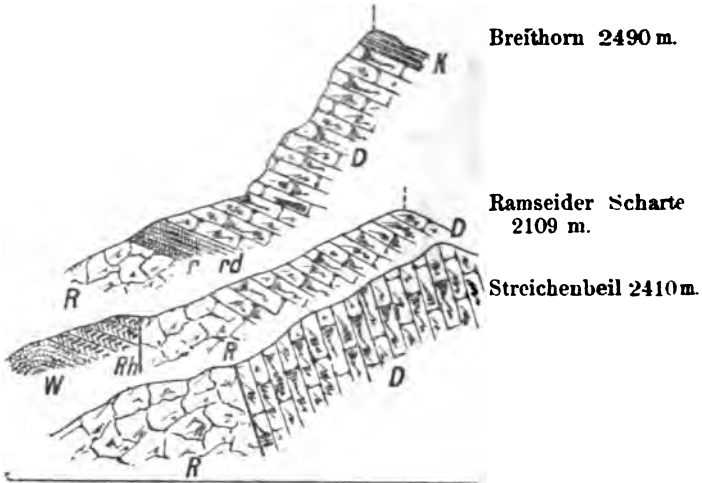 Breithorn 2490 m.
K
D
Ramseider Scharte
2109 m.
D
r rd
R
Streichenbeil 2410 m.
Rh
R
W
D
R